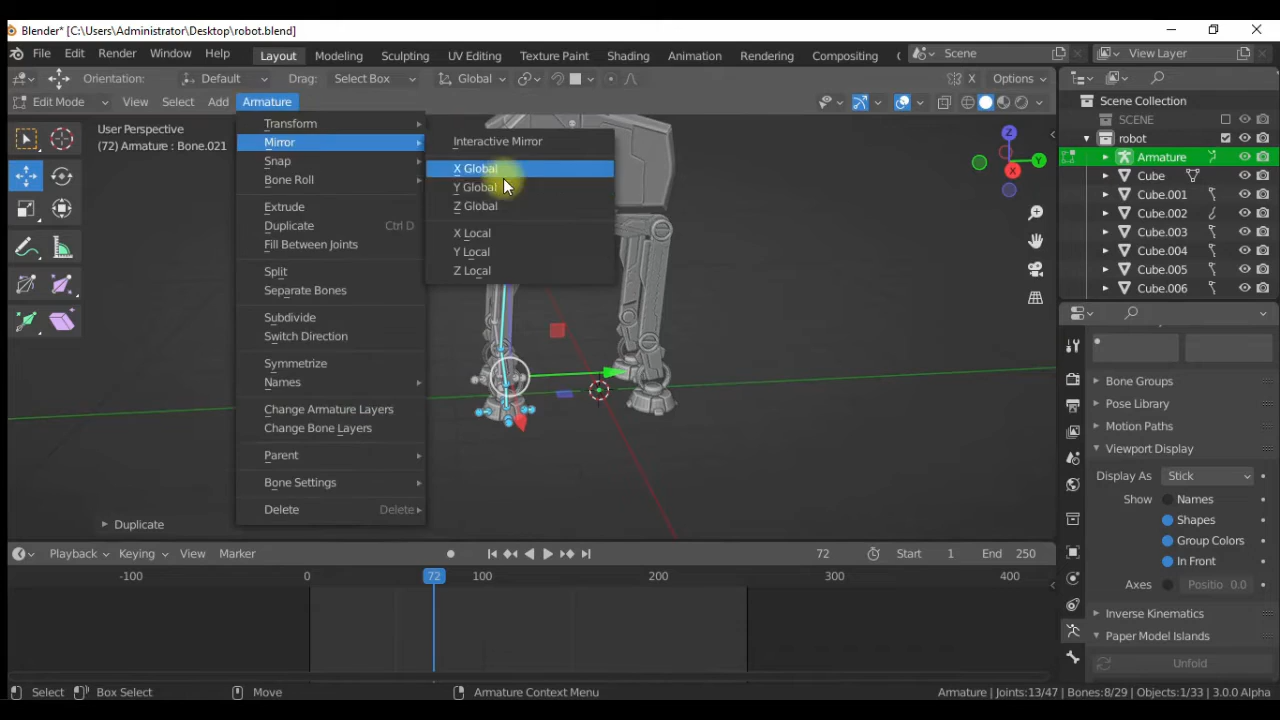 Blender* [C:\Users\Administrator\Desktop\robot.blend]
File Edit Render Window Help Layout Modeling Sculpting UV Editing Texture Paint Shading Animation Rendering Compositing Scene View Layer
Orientation: Default Drag: Select Box Global X Options
Edit Mode View Select Add Armature
User Perspective
(72) Armature : Bone.021
Transform
Mirror
Snap
Bone Roll
Extrude
Duplicate Ctrl D
Fill Between Joints
Split
Separate Bones
Subdivide
Switch Direction
Symmetrize
Names
Change Armature Layers
Change Bone Layers
Parent
Bone Settings
Delete Delete
Interactive Mirror
X Global
Y Global
Z Global
X Local
Y Local
Z Local
Z
Y
X
Duplicate
Scene Collection
SCENE
robot
Armature
Cube
Cube.001
Cube.002
Cube.003
Cube.004
Cube.005
Cube.006
Bone Groups
Pose Library
Motion Paths
Viewport Display
Display As Stick
Show Names
Shapes
Group Colors
In Front
Axes Positio 0.0
Inverse Kinematics
Paper Model Islands
Unfold
Playback Keying View Marker 72 Start 1 End 250
-100 0 72 100 200 300 400
Select Box Select Move Armature Context Menu Armature | Joints:13/47 | Bones:8/29 | Objects:1/33 | 3.0.0 Alpha